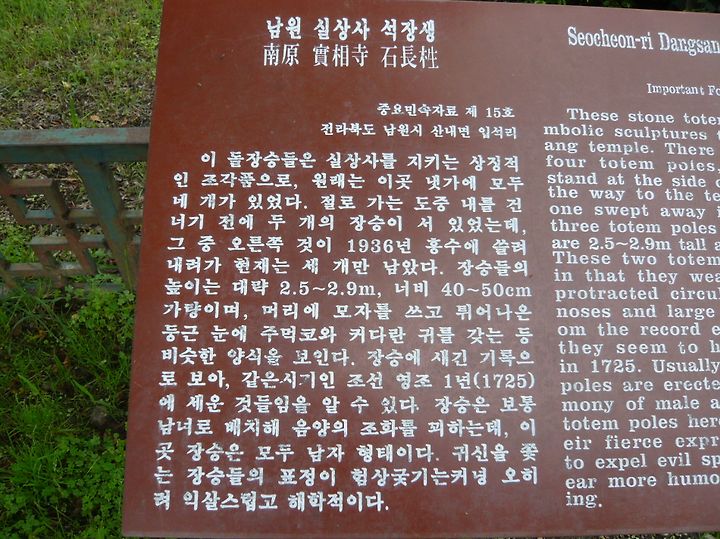 남원 실상사 석장생
南原 實相寺 石長栍
중요민속자료 제 15호
전라북도 남원시 산내면 입석리
이 돌장승들은 실상사를 지키는 상징적
인 조각품으로, 원래는 이곳 냇가에 모두
네 개가 있었다. 절로 가는 도중 내를 건
너기 전에 두 개의 장승이 서 있었는데,
그 중 오른쪽 것이 1936년 홍수에 쓸려
내려가 현재는 세 개만 남았다. 장승들의
높이는 대략 2.5~2.9m, 너비 40~50cm
가량이며, 머리에 모자를 쓰고 튀어나온
둥근 눈에 주먹코와 커다란 귀를 갖는 등
비슷한 양식을 보인다. 장승에 새긴 기록으
로 보아, 같은시기인 조선 영조 1년(1725)
에 세운 것들임을 알 수 있다. 장승은 보통
남녀로 배치해 음양의 조화를 꾀하는데, 이
곳 장승은 모두 남자 형태이다. 귀신을 쫓
는 장승들의 표정이 험상궂기는커녕 오히
려 익살스럽고 해학적이다.
Seocheon-ri Dangsan
Important Fo
These stone totem
mbolic sculptures
ang temple. There
four totem poles,
stand at the side o
the way to the te
one swept away
three totem poles
are 2.5~2.9m tall a
These two totem
in that they wea
protracted circul
noses and large
om the record e
they seem to h
in 1725. Usually
poles are erecte
mony of male a
totem poles here
eir fierce expr
to expel evil sp
ear more humo
ing.